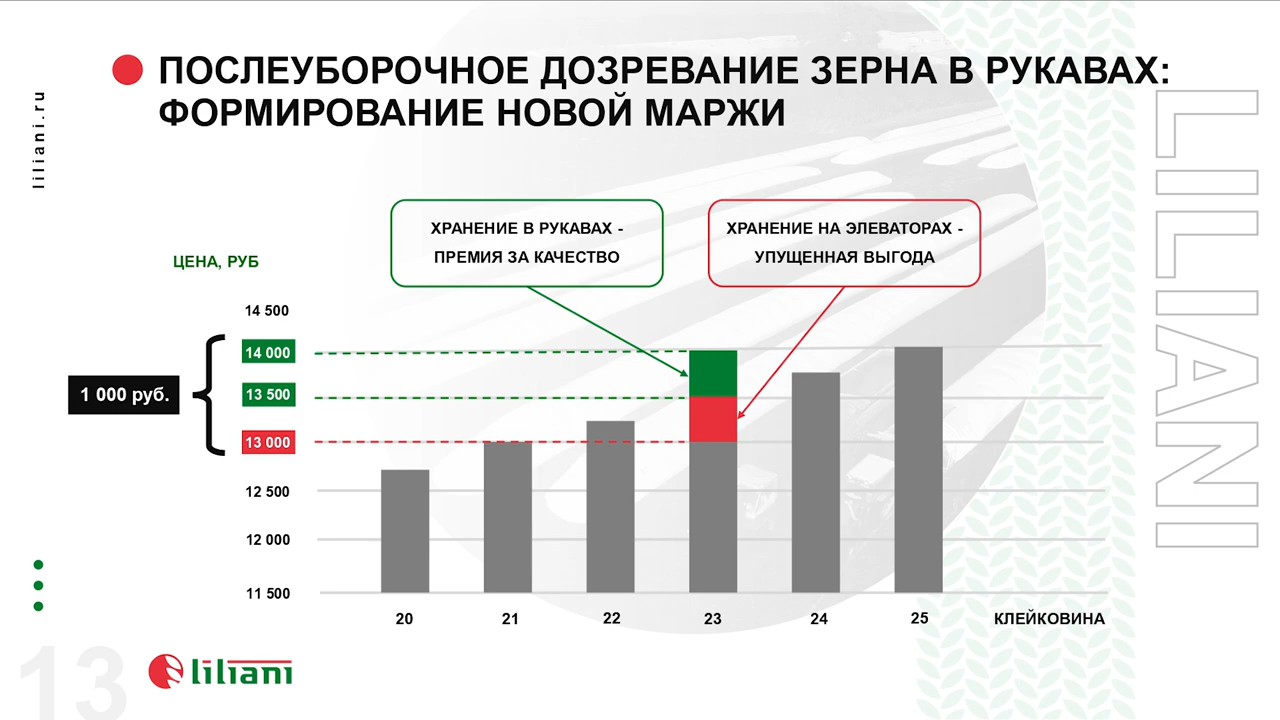 ПОСЛЕУБОРОЧНОЕ ДОЗРЕВАНИЕ ЗЕРНА В РУКАВАХ:
ФОРМИРОВАНИЕ НОВОЙ МАРЖИ
liliani.ru
LILIANI
ХРАНЕНИЕ В РУКАВАХ -
ПРЕМИЯ ЗА КАЧЕСТВО
ХРАНЕНИЕ НА ЭЛЕВАТОРАХ -
УПУЩЕННАЯ ВЫГОДА
ЦЕНА, РУБ
14 500
14 000
13 500
1 000 руб.
13 000
12 500
12 000
11 500
20 21 22 23 24 25 КЛЕЙКОВИНА
13
liliani